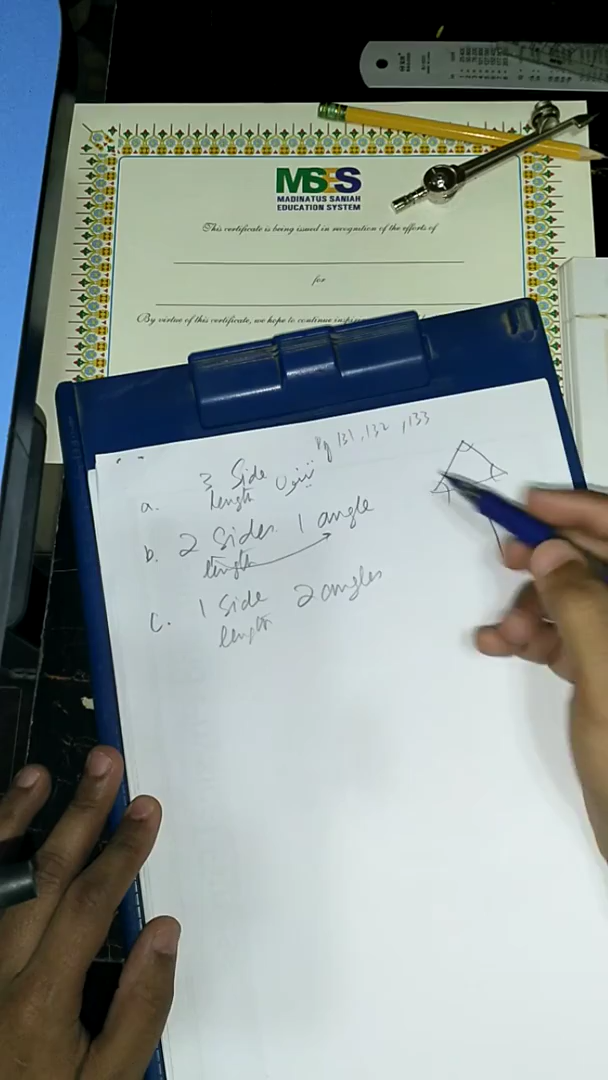 MSES
MADINATUS SANIAH
EDUCATION SYSTEM
This certificate is being issued in recognition of the efforts of
for
By virtue of this certificate, we hope to continue
Pg 131, 132, 133
a. 3 Side
length
b. 2 Sides 1 angle
length
c. 1 Side 2 angles
length